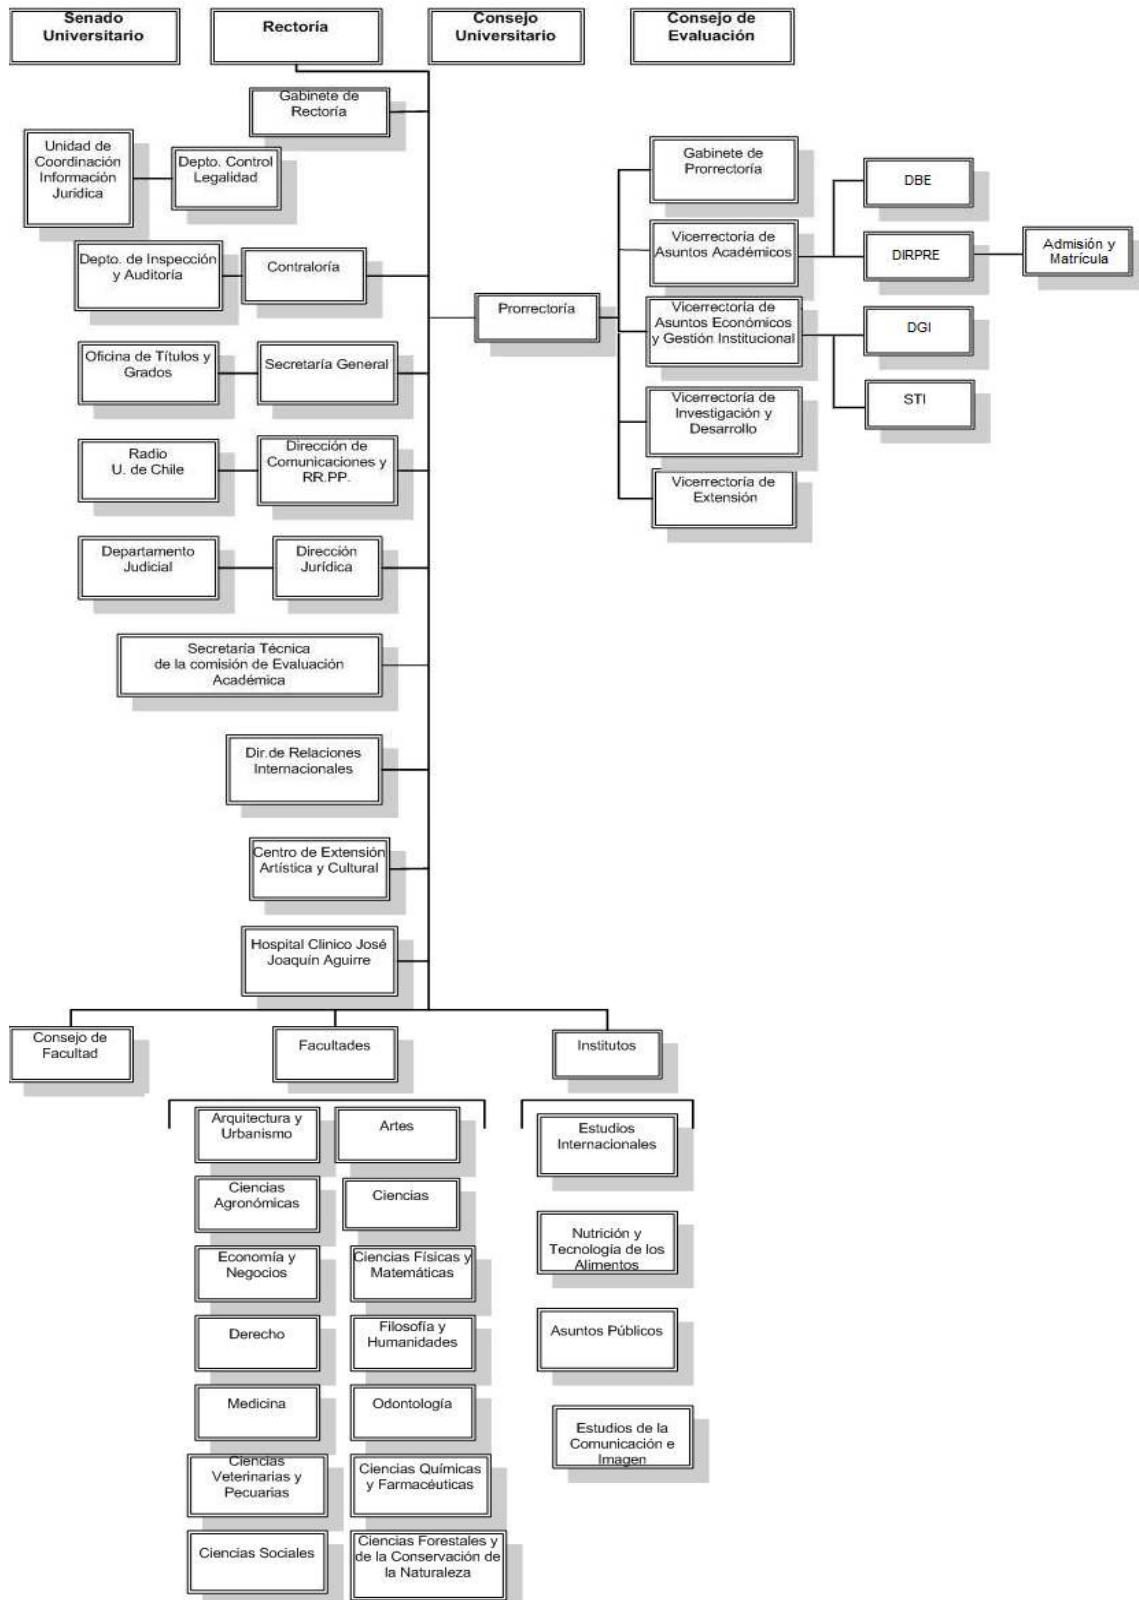 Senado
Universitario
Rectoría
Consejo
Universitario
Consejo de
Evaluación
Gabinete de
Rectoría
Unidad de
Coordinación
Información
Juridica
Depto. Control
Legalidad
Depto. de Inspección
y Auditoría
Contraloría
Oficina de Títulos y
Grados
Secretaría General
Radio
U. de Chile
Dirección de
Comunicaciones y
RR.PP.
Departamento
Judicial
Dirección
Jurídica
Secretaría Técnica
de la comisión de Evaluación
Académica
Dir.de Relaciones
Internacionales
Centro de Extensión
Artística y Cultural
Hospital Clinico José
Joaquín Aguirre
Prorrectoría
Gabinete de
Prorrectoría
Vicerrectoría de
Asuntos Académicos
Vicerrectoría de
Asuntos Económicos
y Gestión Institucional
Vicerrectoría de
Investigación y
Desarrollo
Vicerrectoría de
Extensión
DBE
DIRPRE
Admisión y
Matrícula
DGI
STI
Consejo de
Facultad
Facultades
Institutos
Arquitectura y
Urbanismo
Artes
Ciencias
Agronómicas
Ciencias
Economía y
Negocios
Ciencias Físicas y
Matemáticas
Derecho
Filosofía y
Humanidades
Medicina
Odontología
Ciencias
Veterinarias y
Pecuarias
Ciencias Químicas
y Farmacéuticas
Ciencias Sociales
Ciencias Forestales y
de la Conservación de
la Naturaleza
Estudios
Internacionales
Nutrición y
Tecnología de los
Alimentos
Asuntos Públicos
Estudios de la
Comunicación e
Imagen